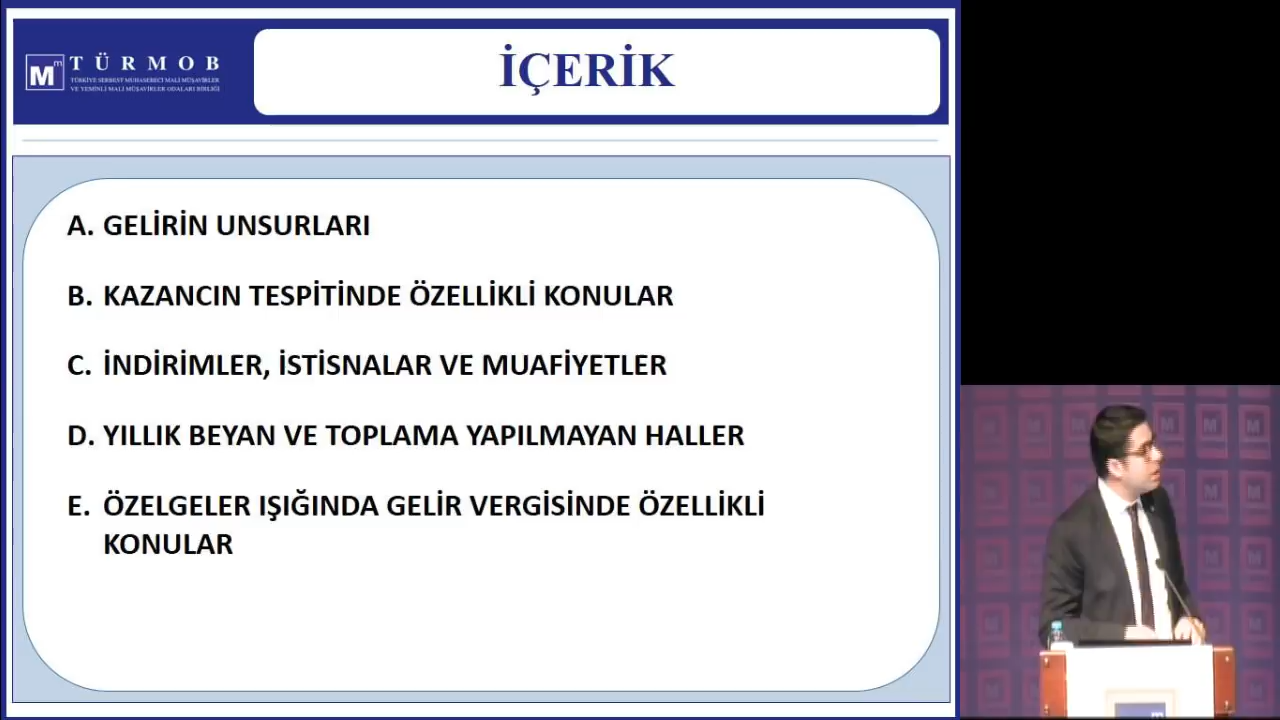 TÜRMOB
TÜRKİYE SERBEST MUHASEBECİ MALİ MÜŞAVİRLER
VE YEMİNLİ MALİ MÜŞAVİRLER ODALARI BİRLİĞİ
İÇERİK
A. GELİRİN UNSURLARI
B. KAZANCIN TESPİTİNDE ÖZELLİKLİ KONULAR
C. İNDİRİMLER, İSTİSNALAR VE MUAFİYETLER
D. YILLIK BEYAN VE TOPLAMA YAPILMAYAN HALLER
E. ÖZELGELER IŞIĞINDA GELİR VERGİSİNDE ÖZELLİKLİ
KONULAR